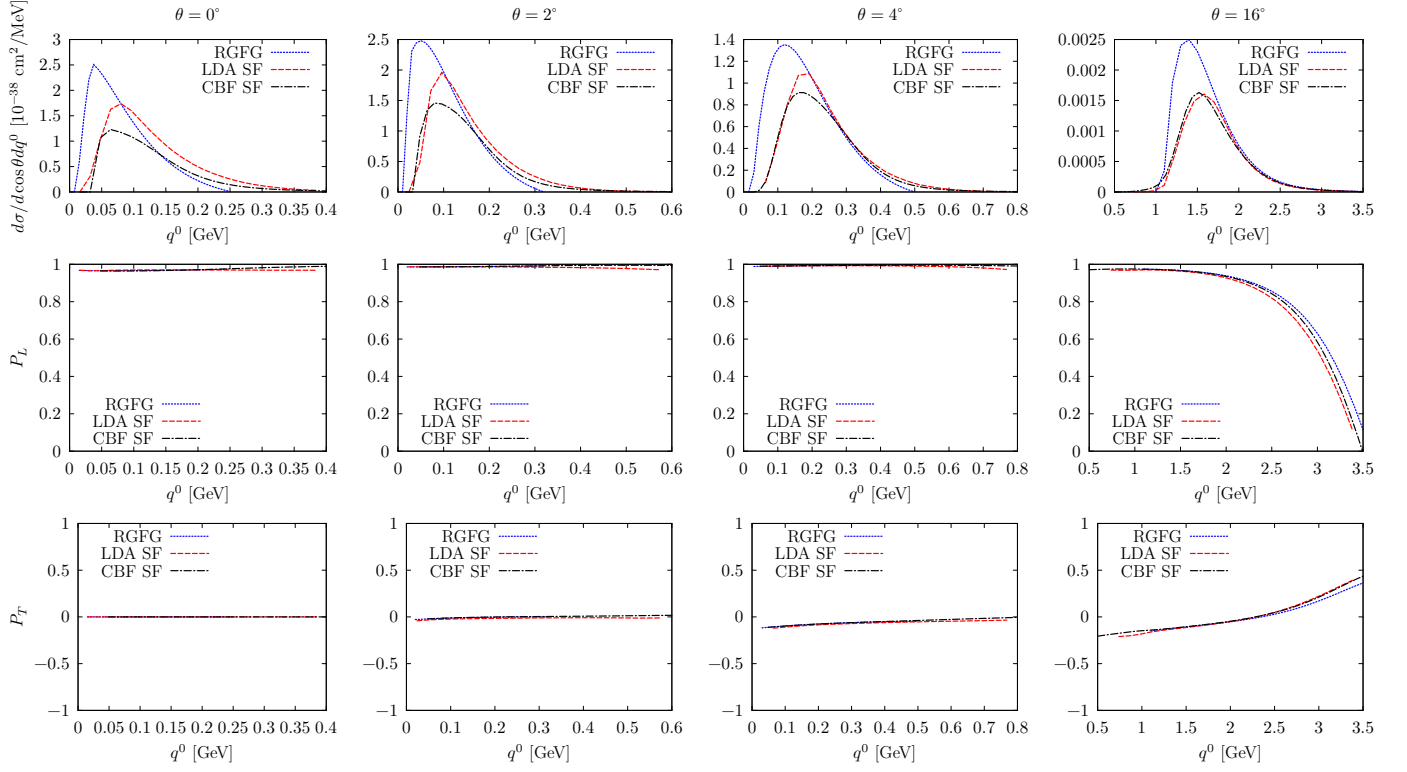 θ = 0°
θ = 2°
θ = 4°
θ = 16°
dσ/d cos θdq⁰ [10⁻³⁸ cm²/MeV]
3
2.5
2
1.5
1
0.5
0
RGFG
LDA SF
CBF SF
0 0.05 0.1 0.15 0.2 0.25 0.3 0.35 0.4
q⁰ [GeV]
2.5
2
1.5
1
0.5
0
RGFG
LDA SF
CBF SF
0 0.1 0.2 0.3 0.4 0.5 0.6
q⁰ [GeV]
1.4
1.2
1
0.8
0.6
0.4
0.2
0
RGFG
LDA SF
CBF SF
0 0.1 0.2 0.3 0.4 0.5 0.6 0.7 0.8
q⁰ [GeV]
0.0025
0.002
0.0015
0.001
0.0005
0
RGFG
LDA SF
CBF SF
0.5 1 1.5 2 2.5 3 3.5
q⁰ [GeV]
P_L
1
0.8
0.6
0.4
0.2
0
RGFG
LDA SF
CBF SF
0 0.05 0.1 0.15 0.2 0.25 0.3 0.35 0.4
q⁰ [GeV]
1
0.8
0.6
0.4
0.2
0
RGFG
LDA SF
CBF SF
0 0.1 0.2 0.3 0.4 0.5 0.6
q⁰ [GeV]
1
0.8
0.6
0.4
0.2
0
RGFG
LDA SF
CBF SF
0 0.1 0.2 0.3 0.4 0.5 0.6 0.7 0.8
q⁰ [GeV]
1
0.8
0.6
0.4
0.2
0
RGFG
LDA SF
CBF SF
0.5 1 1.5 2 2.5 3 3.5
q⁰ [GeV]
P_T
1
0.5
0
−0.5
−1
RGFG
LDA SF
CBF SF
0 0.05 0.1 0.15 0.2 0.25 0.3 0.35 0.4
q⁰ [GeV]
1
0.5
0
−0.5
−1
RGFG
LDA SF
CBF SF
0 0.1 0.2 0.3 0.4 0.5 0.6
q⁰ [GeV]
1
0.5
0
−0.5
−1
RGFG
LDA SF
CBF SF
0 0.1 0.2 0.3 0.4 0.5 0.6 0.7 0.8
q⁰ [GeV]
1
0.5
0
−0.5
−1
RGFG
LDA SF
CBF SF
0.5 1 1.5 2 2.5 3 3.5
q⁰ [GeV]